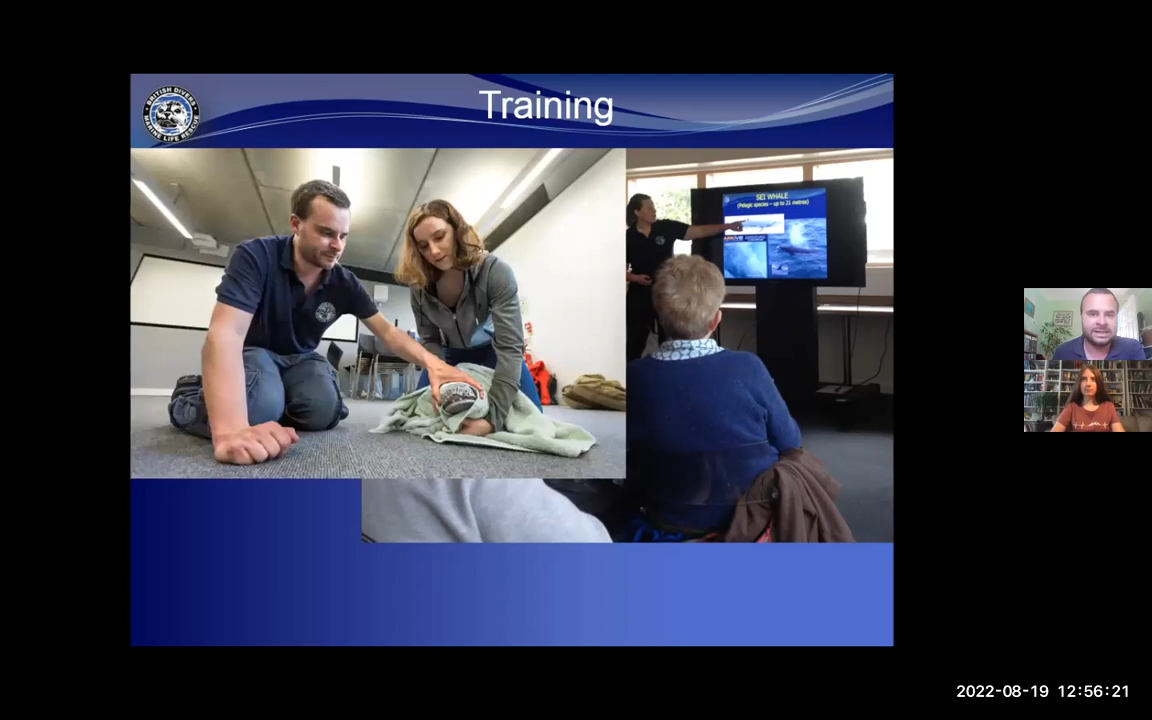 Training
BRITISH DIVERS
MARINE LIFE RESCUE
SEI WHALE
(Pelagic species – up to 21 metres)
ARKIVE
2022-08-19 12:56:21